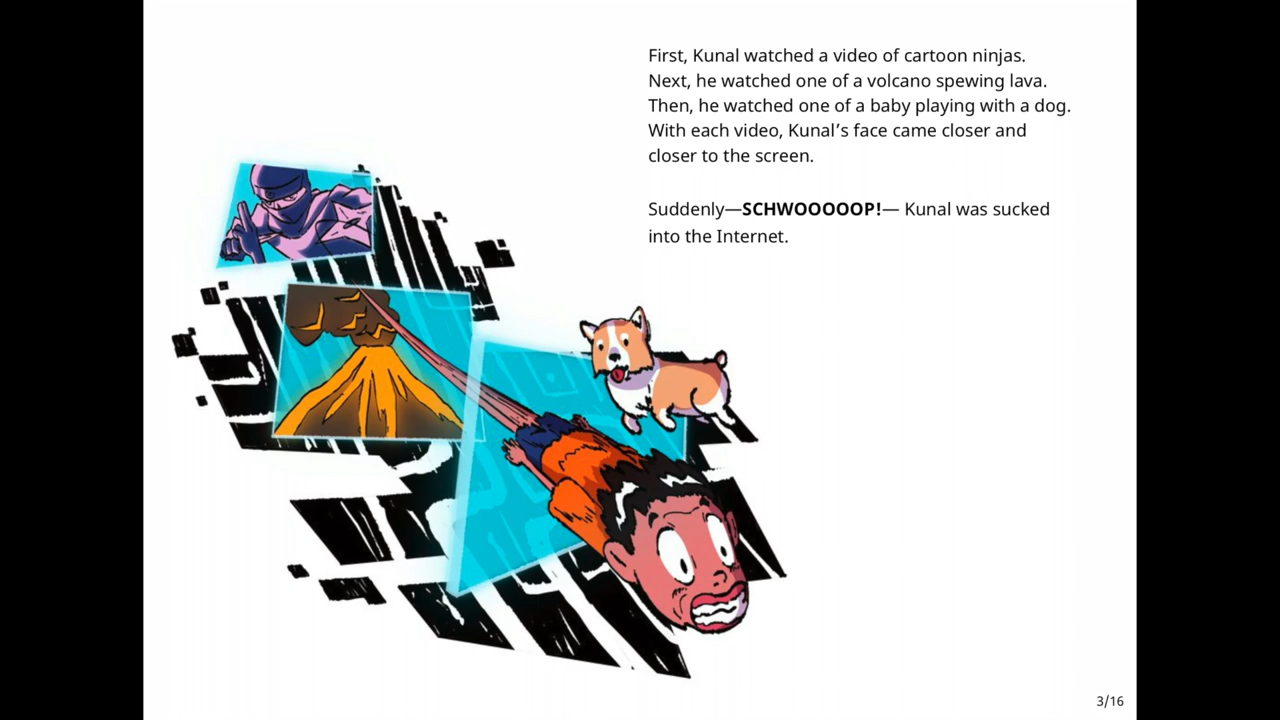 First, Kunal watched a video of cartoon ninjas.
Next, he watched one of a volcano spewing lava.
Then, he watched one of a baby playing with a dog.
With each video, Kunal’s face came closer and
closer to the screen.
Suddenly—SCHWOOOOOP!— Kunal was sucked
into the Internet.
3/16